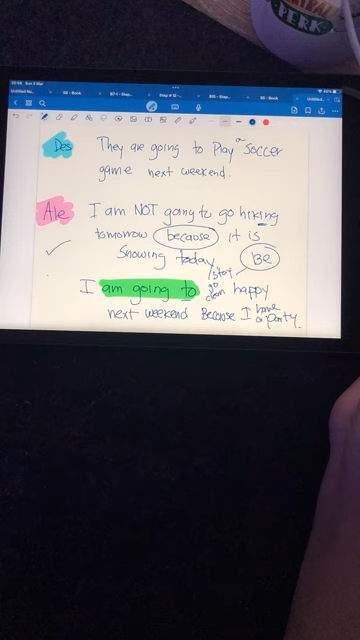 PERK
Des They are going to Play a soccer
game next weekend.
Ale I am NOT going to go hiking
tomorrow because it is
snowing today
Be
/stay
go
clean
I am going to happy
next weekend Because I have
a party.